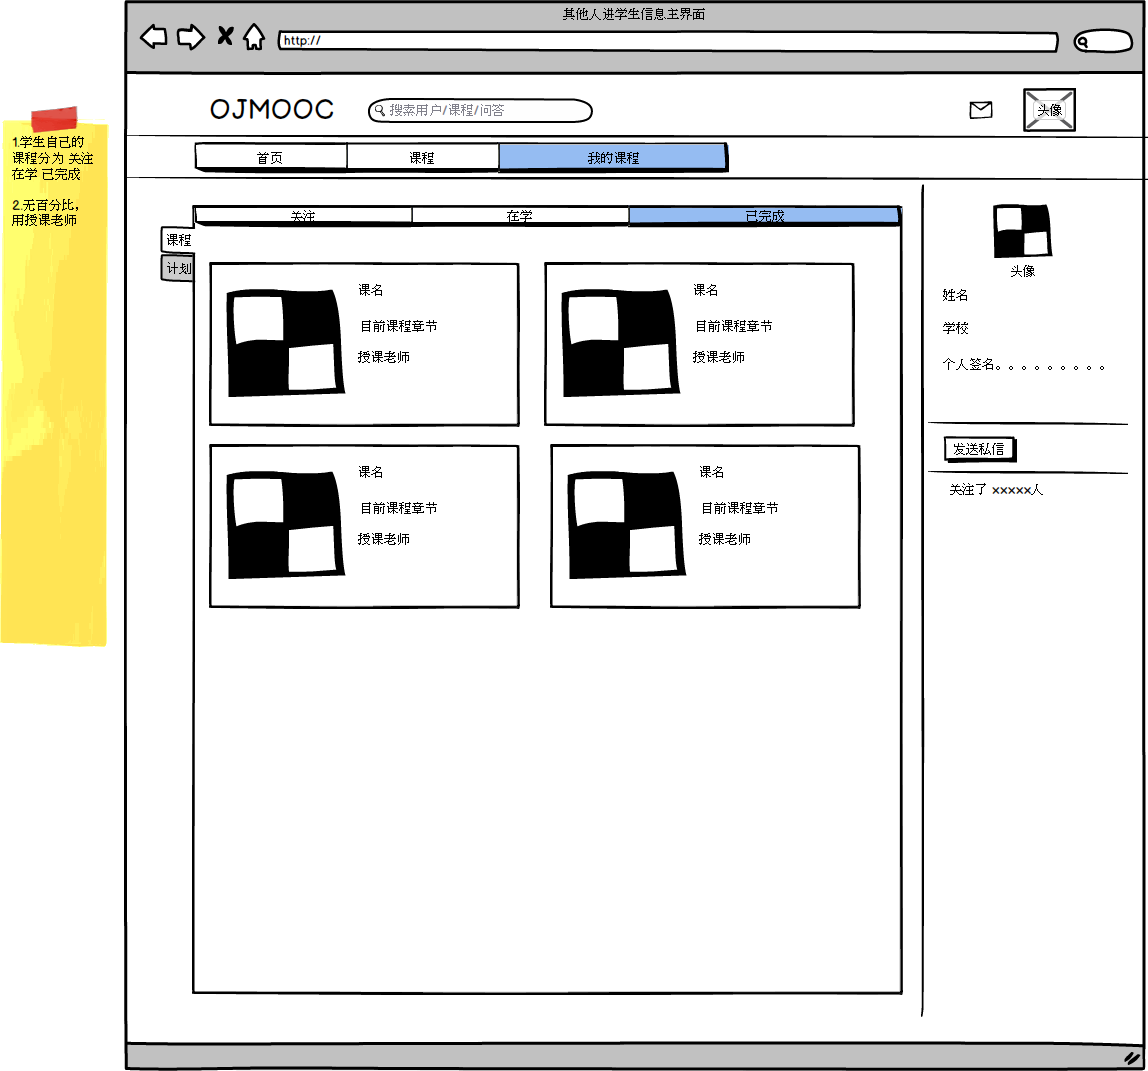 其他人进学生信息主界面
http://
OJMOOC
搜索用户/课程/问答
头像
首页
课程
我的课程
1.学生自己的
课程分为 关注
在学 已完成
2.无百分比，
用授课老师
关注
在学
已完成
课程
计划
课名
目前课程章节
授课老师
课名
目前课程章节
授课老师
课名
目前课程章节
授课老师
课名
目前课程章节
授课老师
头像
姓名
学校
个人签名。。。。。。。。。
发送私信
关注了 xxxxx人